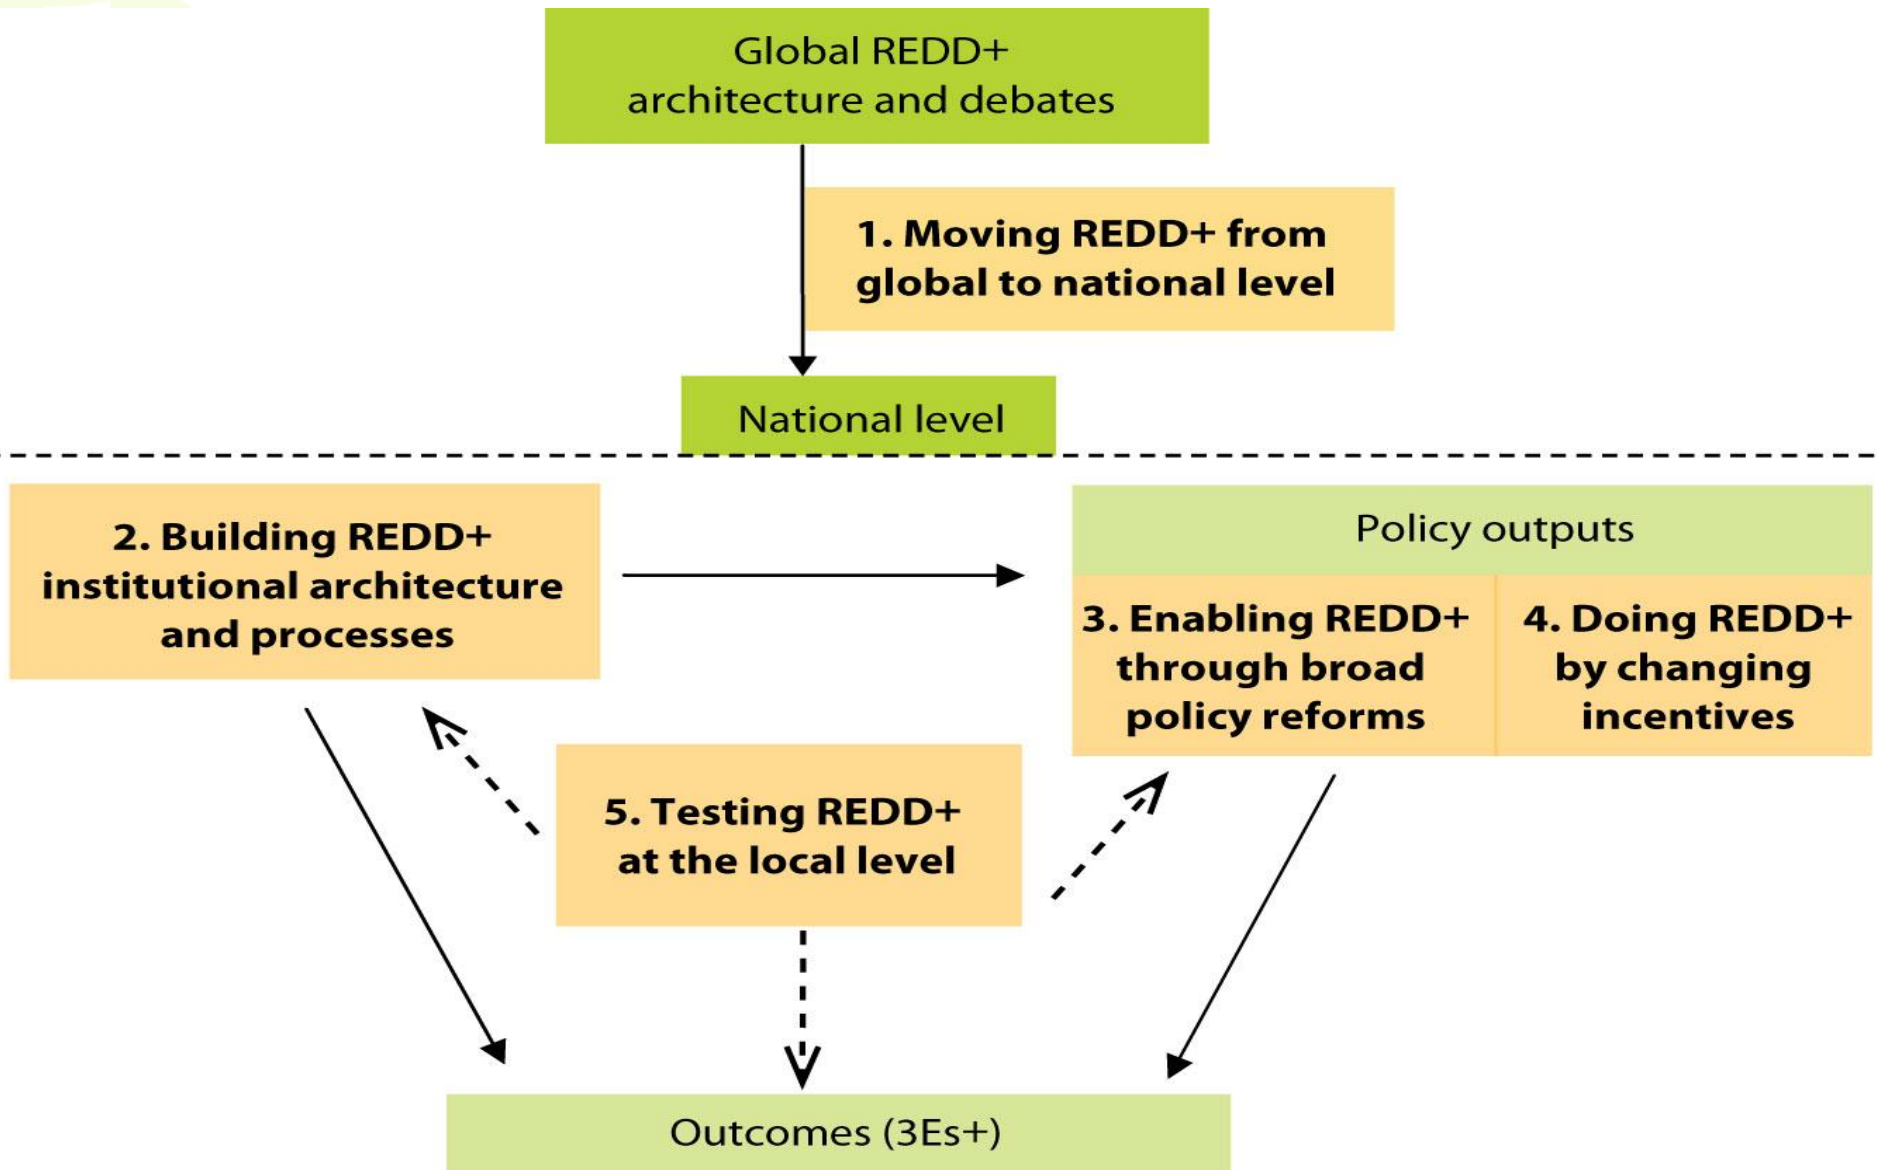 Global REDD+
architecture and debates
1. Moving REDD+ from
global to national level
National level
2. Building REDD+
institutional architecture
and processes
Policy outputs
3. Enabling REDD+
through broad
policy reforms
4. Doing REDD+
by changing
incentives
5. Testing REDD+
at the local level
Outcomes (3Es+)